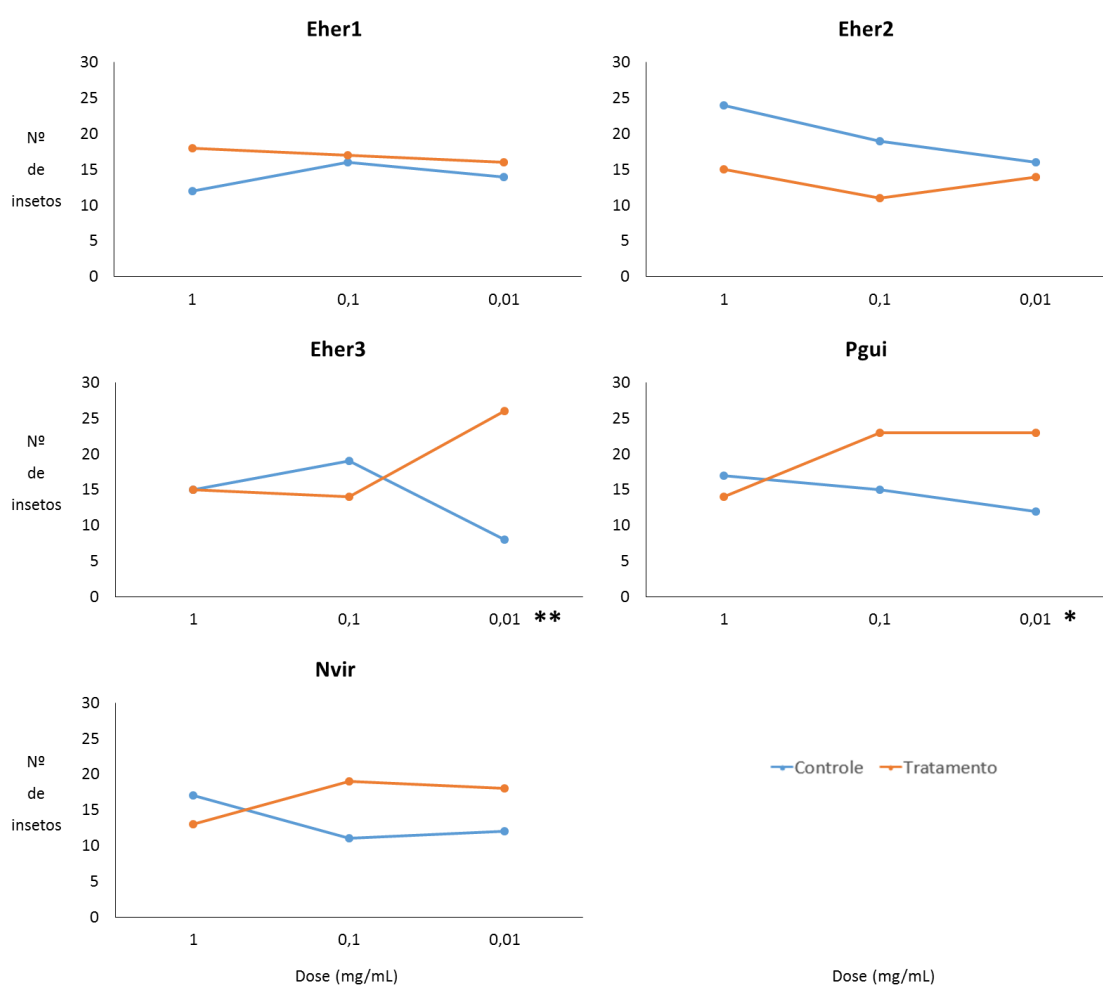 Eher1
30
25
20
15
10
5
0
Nº
de
insetos
1 0,1 0,01
Eher2
30
25
20
15
10
5
0
1 0,1 0,01
Eher3
30
25
20
15
10
5
0
Nº
de
insetos
1 0,1 0,01 **
Pgui
30
25
20
15
10
5
0
1 0,1 0,01 *
Nvir
30
25
20
15
10
5
0
Nº
de
insetos
1 0,1 0,01
Dose (mg/mL)
Controle Tratamento
Dose (mg/mL)